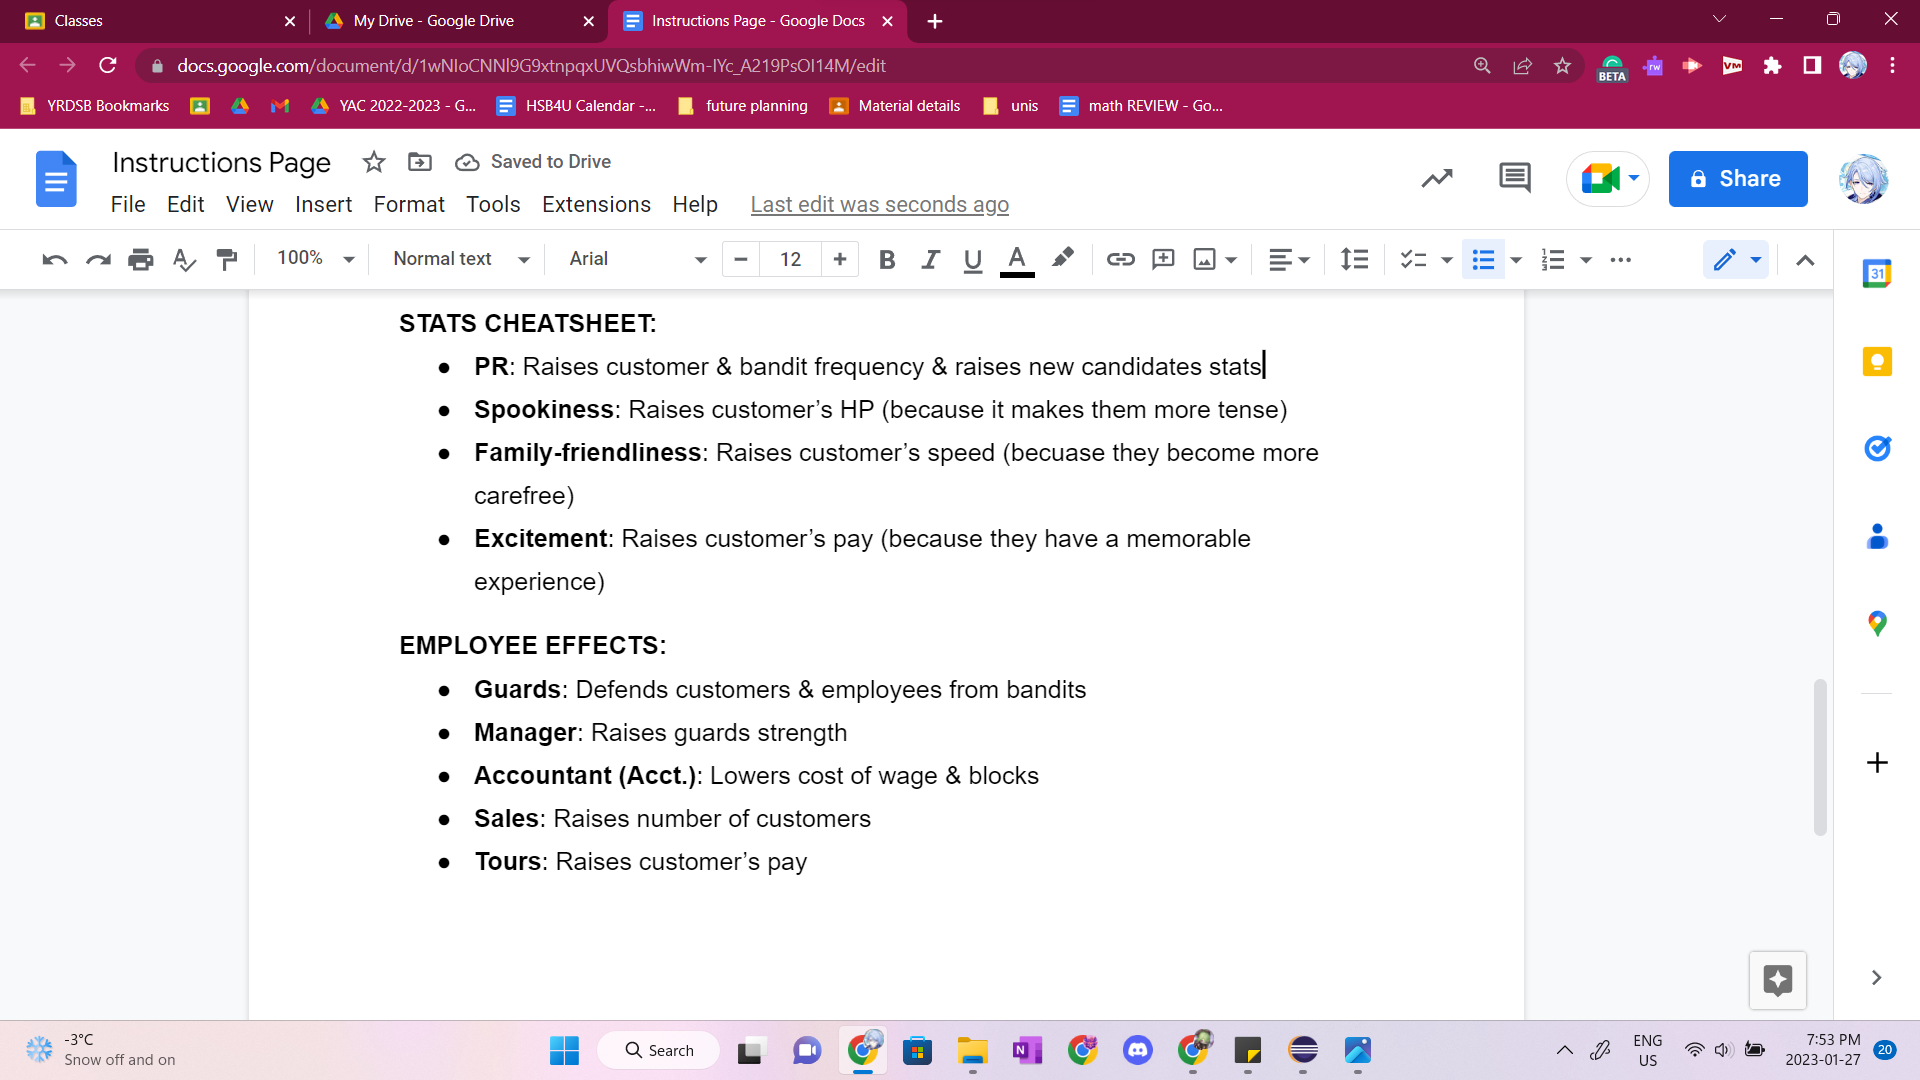 Classes
My Drive - Google Drive
Instructions Page - Google Docs
docs.google.com/document/d/1wNIoCNNl9G9xtnpqxUVQsbhiwWm-IYc_A219PsOI14M/edit
BETA
rw
VM
YRDSB Bookmarks
YAC 2022-2023 - G...
HSB4U Calendar -...
future planning
Material details
unis
math REVIEW - Go...
Instructions Page
Saved to Drive
Share
File Edit View Insert Format Tools Extensions Help
Last edit was seconds ago
100%
Normal text
Arial
12
B I U A
31
STATS CHEATSHEET:
● PR: Raises customer & bandit frequency & raises new candidates stats
● Spookiness: Raises customer’s HP (because it makes them more tense)
● Family-friendliness: Raises customer’s speed (becuase they become more
carefree)
● Excitement: Raises customer’s pay (because they have a memorable
experience)
EMPLOYEE EFFECTS:
● Guards: Defends customers & employees from bandits
● Manager: Raises guards strength
● Accountant (Acct.): Lowers cost of wage & blocks
● Sales: Raises number of customers
● Tours: Raises customer’s pay
-3°C
Snow off and on
Search
N
ENG
US
7:53 PM
2023-01-27
20